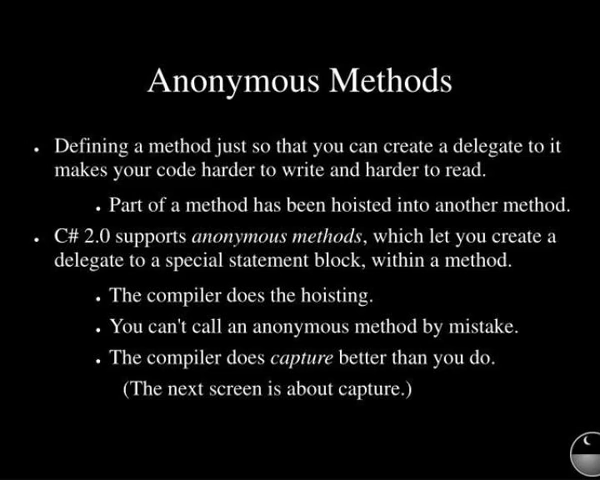 Anonymous Methods
• Defining a method just so that you can create a delegate to it
makes your code harder to write and harder to read.
• Part of a method has been hoisted into another method.
• C# 2.0 supports anonymous methods, which let you create a
delegate to a special statement block, within a method.
• The compiler does the hoisting.
• You can't call an anonymous method by mistake.
• The compiler does capture better than you do.
(The next screen is about capture.)